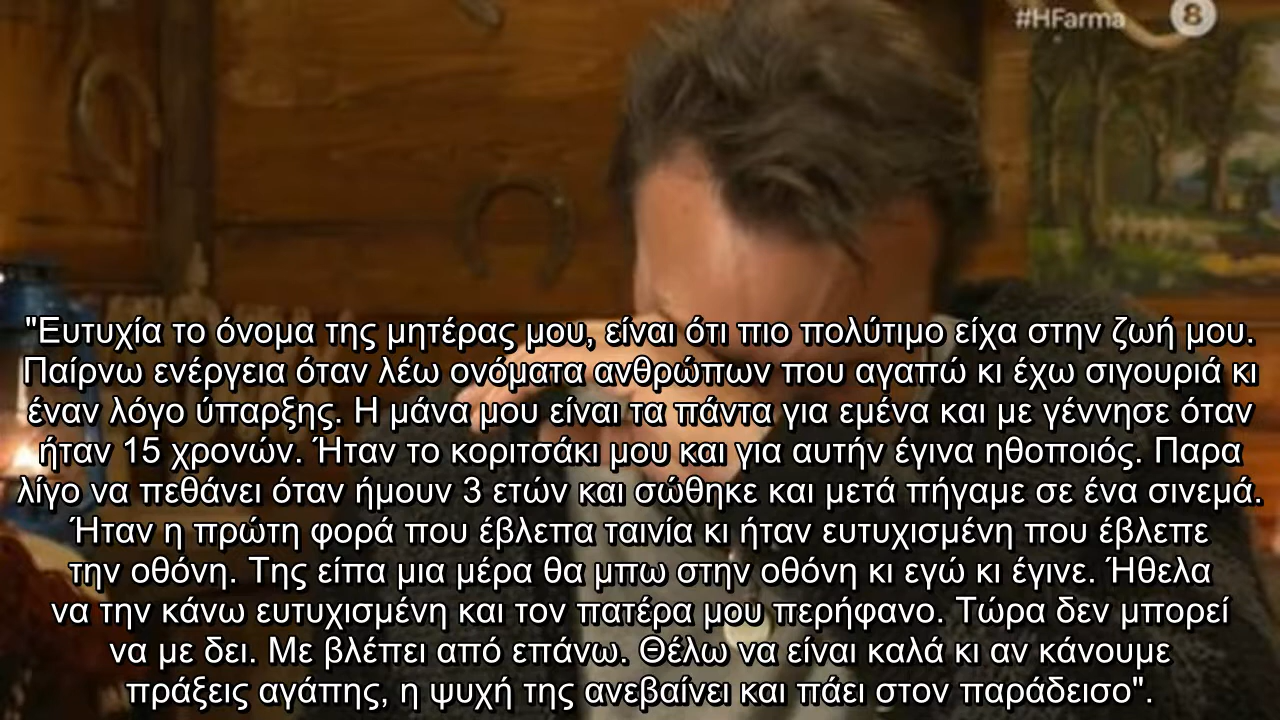 #HFarma 8
"Ευτυχία το όνομα της μητέρας μου, είναι ότι πιο πολύτιμο είχα στην ζωή μου.
Παίρνω ενέργεια όταν λέω ονόματα ανθρώπων που αγαπώ κι έχω σιγουριά κι
έναν λόγο ύπαρξης. Η μάνα μου είναι τα πάντα για εμένα και με γέννησε όταν
ήταν 15 χρονών. Ήταν το κοριτσάκι μου και για αυτήν έγινα ηθοποιός. Παρα
λίγο να πεθάνει όταν ήμουν 3 ετών και σώθηκε και μετά πήγαμε σε ένα σινεμά.
Ήταν η πρώτη φορά που έβλεπα ταινία κι ήταν ευτυχισμένη που έβλεπε
την οθόνη. Της είπα μια μέρα θα μπω στην οθόνη κι εγώ κι έγινε. Ήθελα
να την κάνω ευτυχισμένη και τον πατέρα μου περήφανο. Τώρα δεν μπορεί
να με δει. Με βλέπει από επάνω. Θέλω να είναι καλά κι αν κάνουμε
πράξεις αγάπης, η ψυχή της ανεβαίνει και πάει στον παράδεισο".